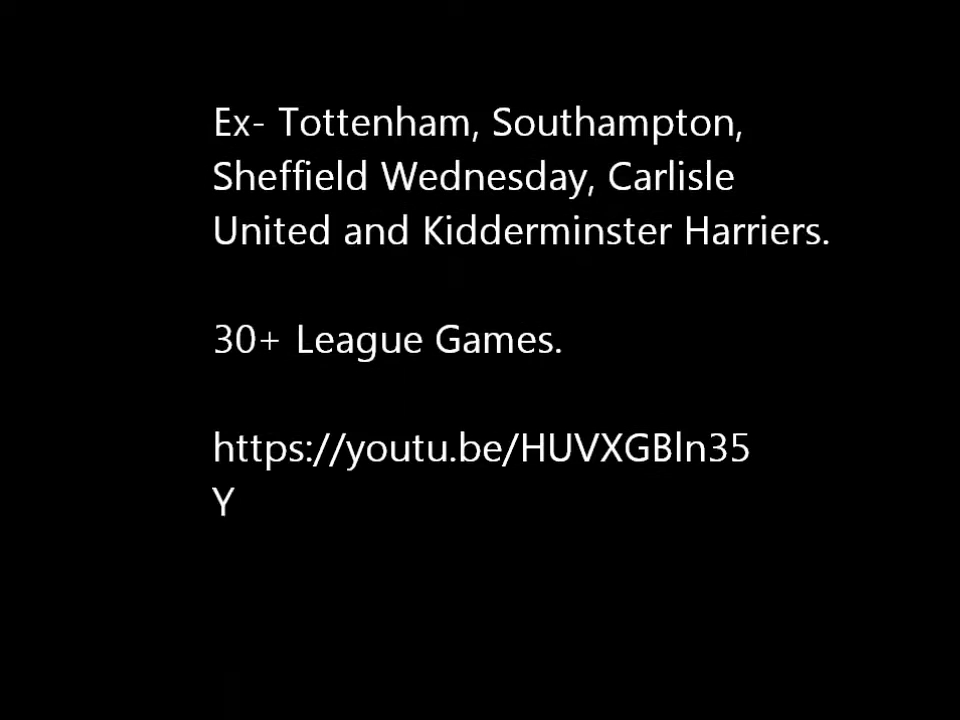 Ex- Tottenham, Southampton,
Sheffield Wednesday, Carlisle
United and Kidderminster Harriers.
30+ League Games.
https://youtu.be/HUVXGBln35
Y